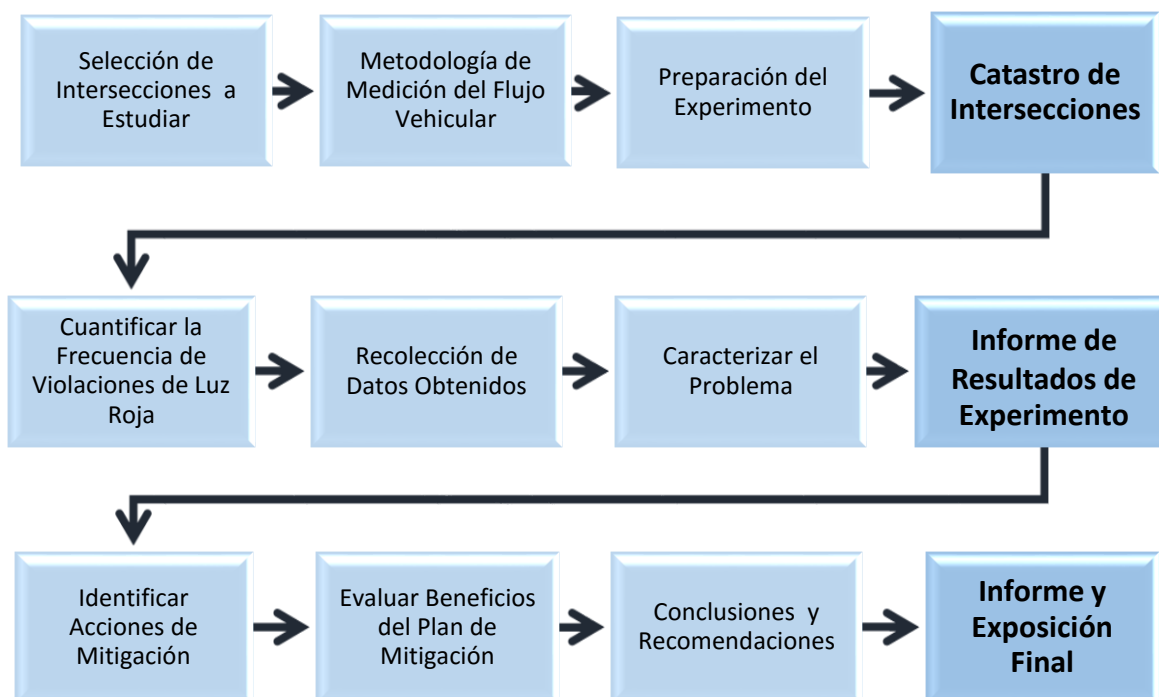 Selección de
Intersecciones a
Estudiar
Metodología de
Medición del Flujo
Vehicular
Preparación del
Experimento
Catastro de
Intersecciones
Cuantificar la
Frecuencia de
Violaciones de Luz
Roja
Recolección de
Datos Obtenidos
Caracterizar el
Problema
Informe de
Resultados de
Experimento
Identificar
Acciones de
Mitigación
Evaluar Beneficios
del Plan de
Mitigación
Conclusiones y
Recomendaciones
Informe y
Exposición
Final